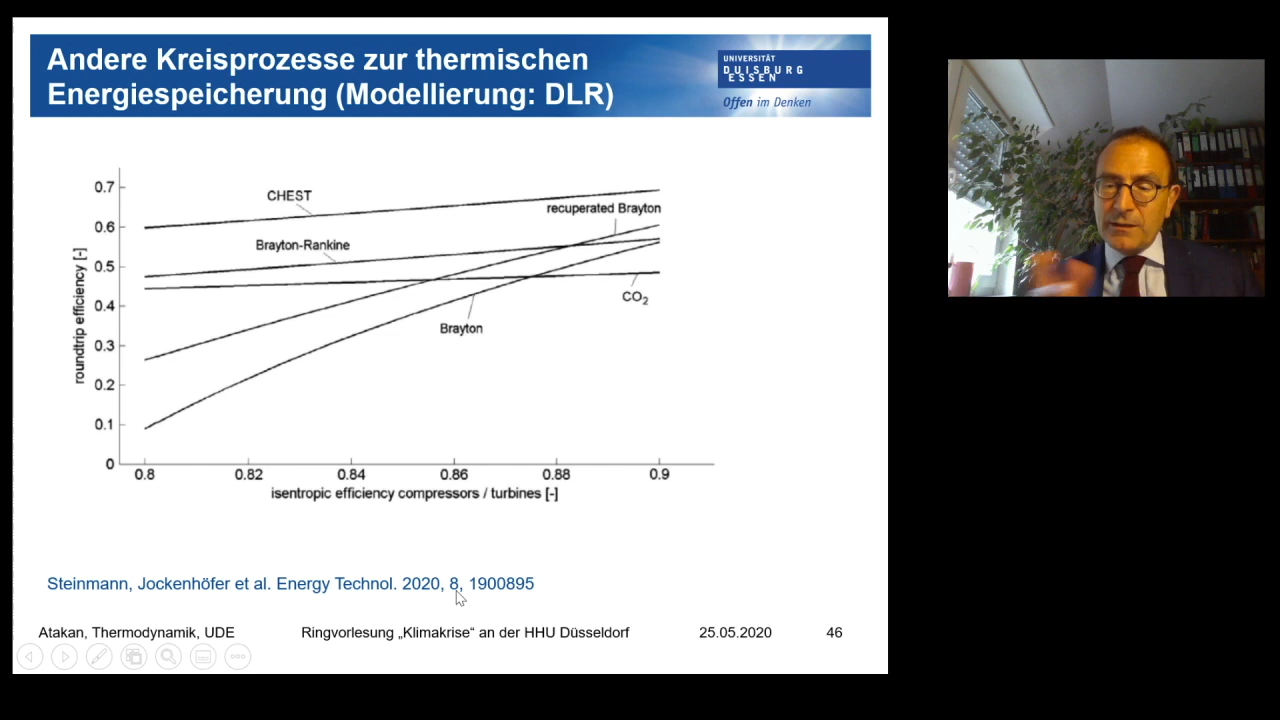 Andere Kreisprozesse zur thermischen
Energiespeicherung (Modellierung: DLR)
UNIVERSITÄT
DUISBURG
ESSEN
Offen im Denken
roundtrip efficiency [-]
0.7
0.6
0.5
0.4
0.3
0.2
0.1
0
CHEST
recuperated Brayton
Brayton-Rankine
CO₂
Brayton
0.8 0.82 0.84 0.86 0.88 0.9
isentropic efficiency compressors / turbines [-]
Steinmann, Jockenhöfer et al. Energy Technol. 2020, 8, 1900895
Atakan, Thermodynamik, UDE Ringvorlesung „Klimakrise“ an der HHU Düsseldorf 25.05.2020 46